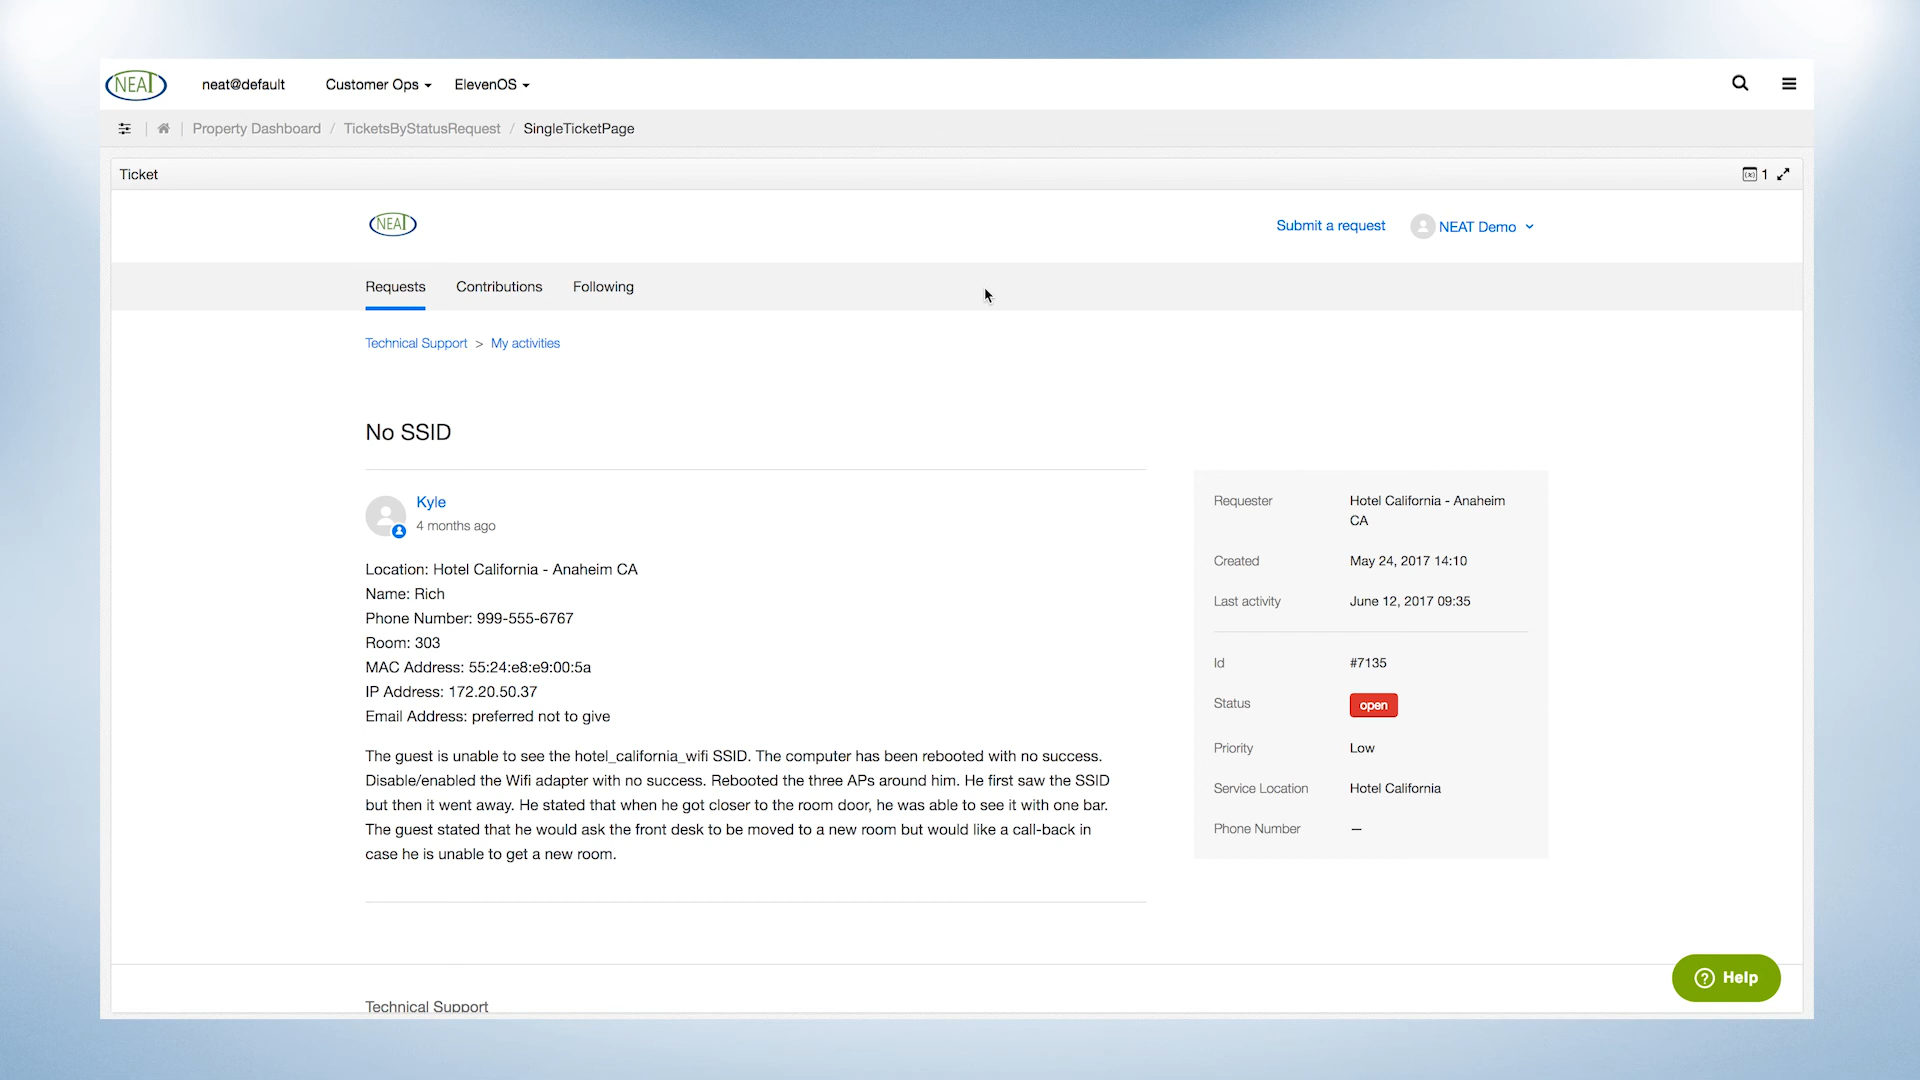 NEAT neat@default Customer Ops ElevenOS
Property Dashboard / TicketsByStatusRequest / SingleTicketPage
Ticket 1
NEAT Submit a request NEAT Demo
Requests Contributions Following
Technical Support > My activities
No SSID
Kyle
4 months ago
Location: Hotel California - Anaheim CA
Name: Rich
Phone Number: 999-555-6767
Room: 303
MAC Address: 55:24:e8:e9:00:5a
IP Address: 172.20.50.37
Email Address: preferred not to give
The guest is unable to see the hotel_california_wifi SSID. The computer has been rebooted with no success.
Disable/enabled the Wifi adapter with no success. Rebooted the three APs around him. He first saw the SSID
but then it went away. He stated that when he got closer to the room door, he was able to see it with one bar.
The guest stated that he would ask the front desk to be moved to a new room but would like a call-back in
case he is unable to get a new room.
Requester Hotel California - Anaheim
CA
Created May 24, 2017 14:10
Last activity June 12, 2017 09:35
Id #7135
Status open
Priority Low
Service Location Hotel California
Phone Number —
Help
Technical Support